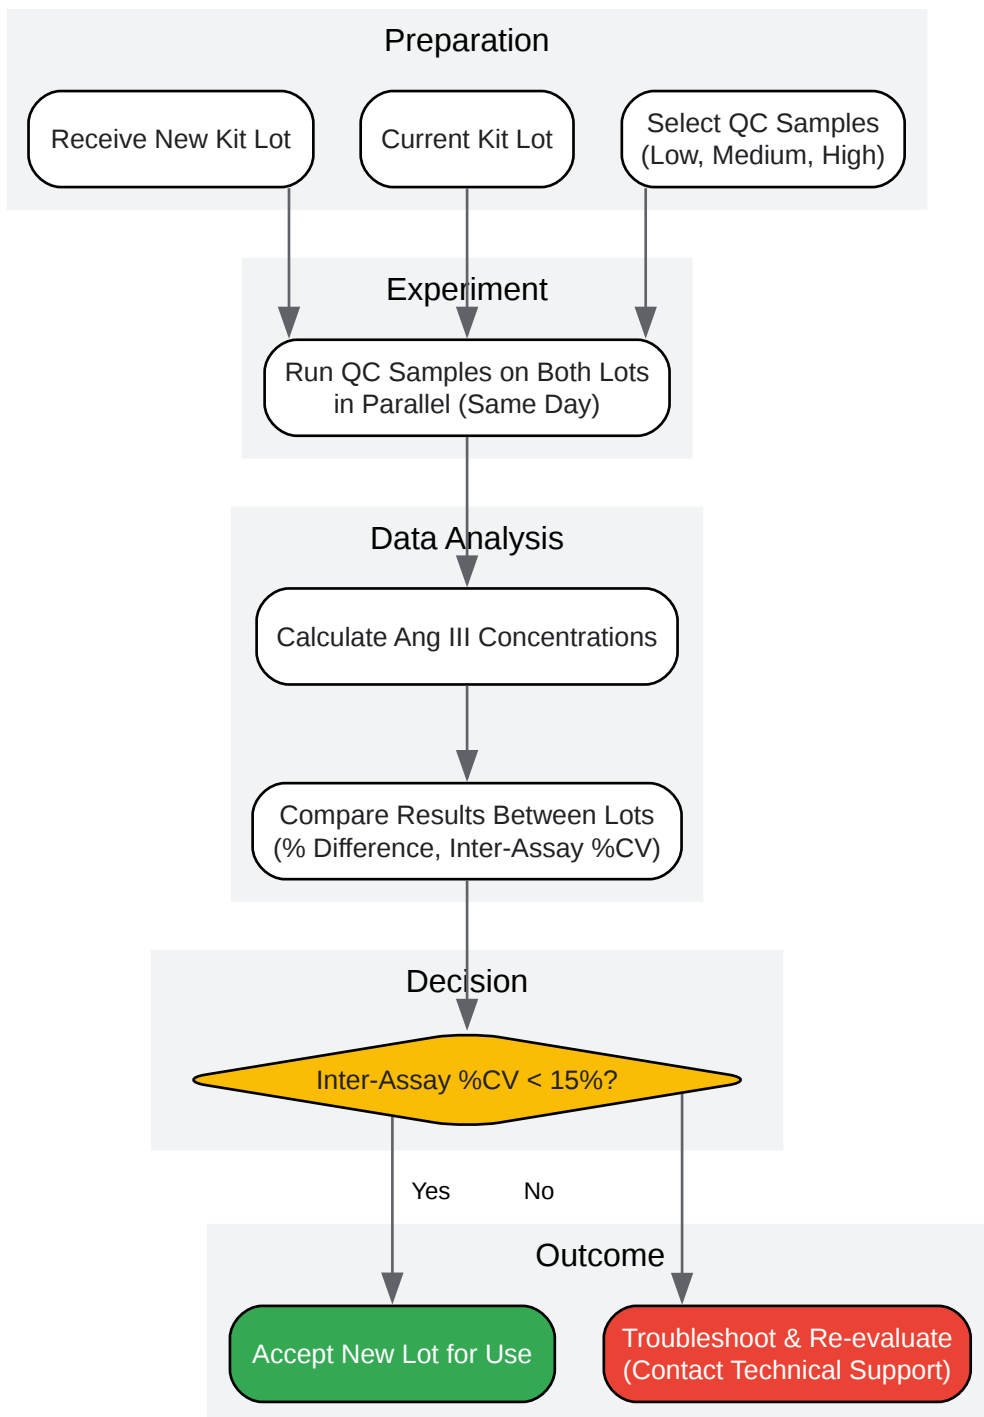 Preparation
Receive New Kit Lot
Current Kit Lot
Select QC Samples
(Low, Medium, High)
Experiment
Run QC Samples on Both Lots
in Parallel (Same Day)
Data Analysis
Calculate Ang III Concentrations
Compare Results Between Lots
(% Difference, Inter-Assay %CV)
Decision
Inter-Assay %CV < 15%?
Yes
No
Outcome
Accept New Lot for Use
Troubleshoot & Re-evaluate
(Contact Technical Support)